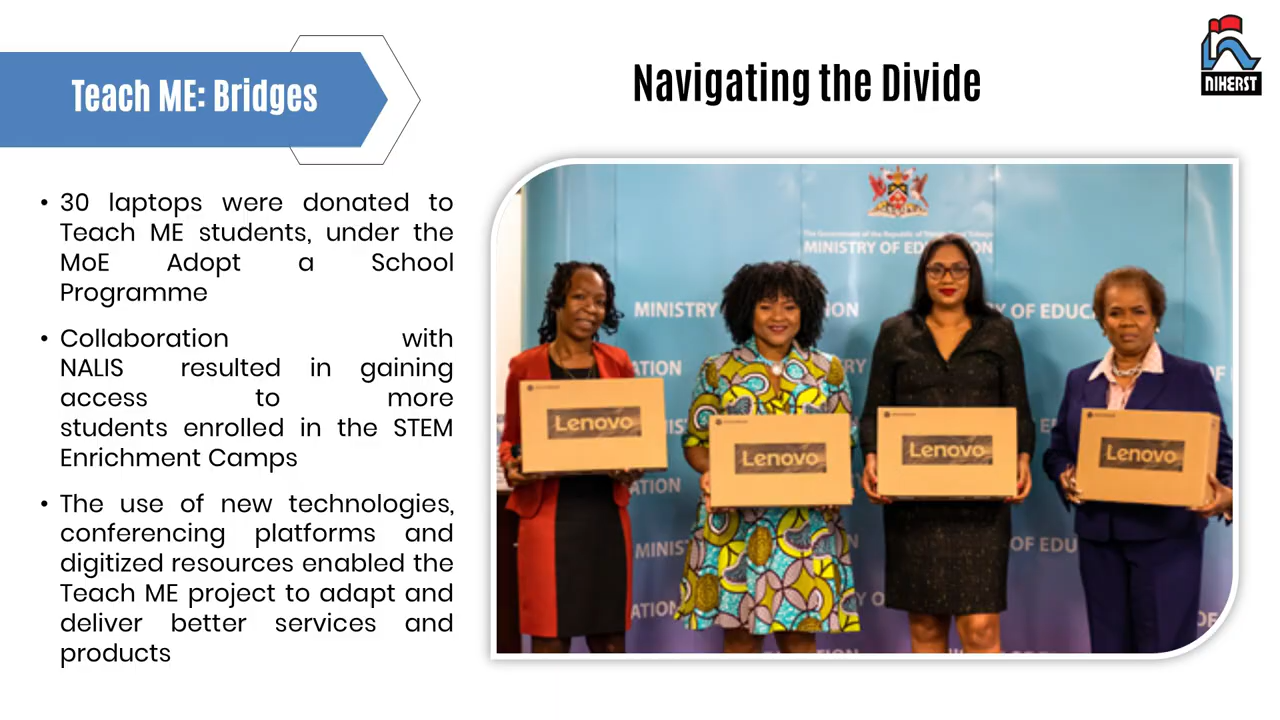 Teach ME: Bridges
Navigating the Divide
NIHERST
• 30 laptops were donated to
Teach ME students, under the
MoE Adopt a School
Programme
• Collaboration with
NALIS resulted in gaining
access to more
students enrolled in the STEM
Enrichment Camps
• The use of new technologies,
conferencing platforms and
digitized resources enabled the
Teach ME project to adapt and
deliver better services and
products
MINISTRY OF EDUCATION
MINISTRY
OF EDUC
Lenovo
Lenovo
Lenovo
Lenovo